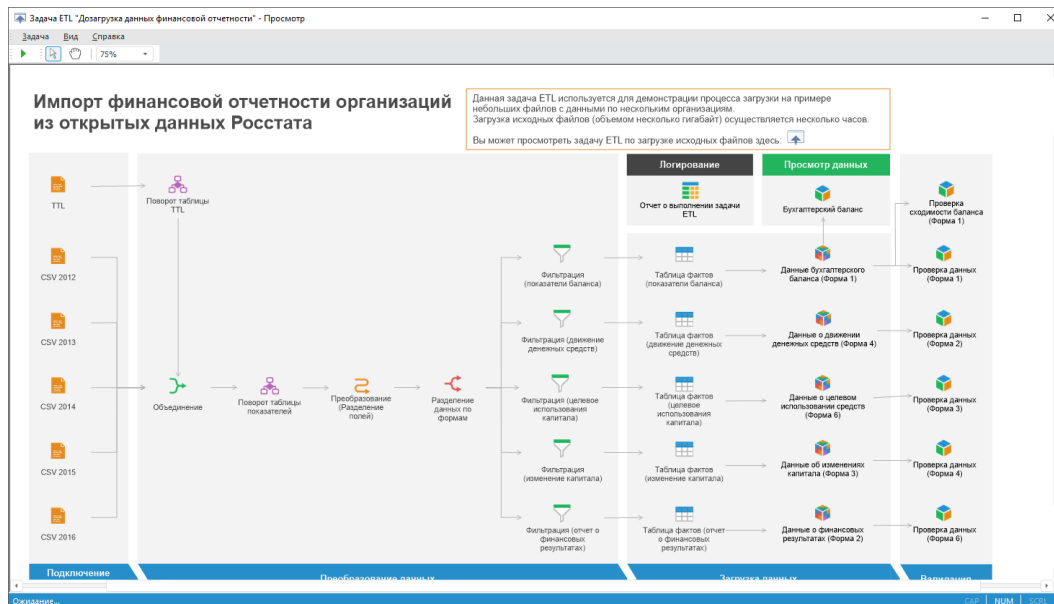 Задача ETL "Дозагрузка данных финансовой отчетности" - Просмотр
Задача Вид Справка
75%
Импорт финансовой отчетности организаций
из открытых данных Росстата
Данная задача ETL используется для демонстрации процесса загрузки на примере
небольших файлов с данными по нескольким организациям.
Загрузка исходных файлов (объемом несколько гигабайт) осуществляется несколько часов.
Вы может просмотреть задачу ETL по загрузке исходных файлов здесь:
Логирование
Просмотр данных
TTL
Поворот таблицы
TTL
Отчет о выполнении задачи
ETL
Бухгалтерский баланс
Проверка
сходимости баланса
(Форма 1)
CSV 2012
Фильтрация
(показатели баланса)
Таблица фактов
(показатели баланса)
Данные бухгалтерского
баланса (Форма 1)
Проверка данных
(Форма 1)
CSV 2013
Фильтрация (движение
денежных средств)
Таблица фактов
(движение денежных
средств)
Данные о движении
денежных средств (Форма 4)
Проверка данных
(Форма 2)
CSV 2014
Объединение
Поворот таблицы
показателей
Преобразование
(Разделение
полей)
Разделение
данных по
формам
Фильтрация (целевое
использование
капитала)
Таблица фактов
(целевое
использование
капитала)
Данные о целевом
использовании средств
(Форма 6)
Проверка данных
(Форма 3)
CSV 2015
Фильтрация
(изменение капитала)
Таблица фактов
(изменение капитала)
Данные об изменениях
капитала (Форма 3)
Проверка данных
(Форма 4)
CSV 2016
Фильтрация (отчет о
финансовых
результатах)
Таблица фактов (отчет
о финансовых
результатах)
Данные о финансовых
результатах (Форма 2)
Проверка данных
(Форма 6)
Подключение
Преобразование данных
Загрузка данных
Валидация
Ожидание...
CAP NUM SCRL